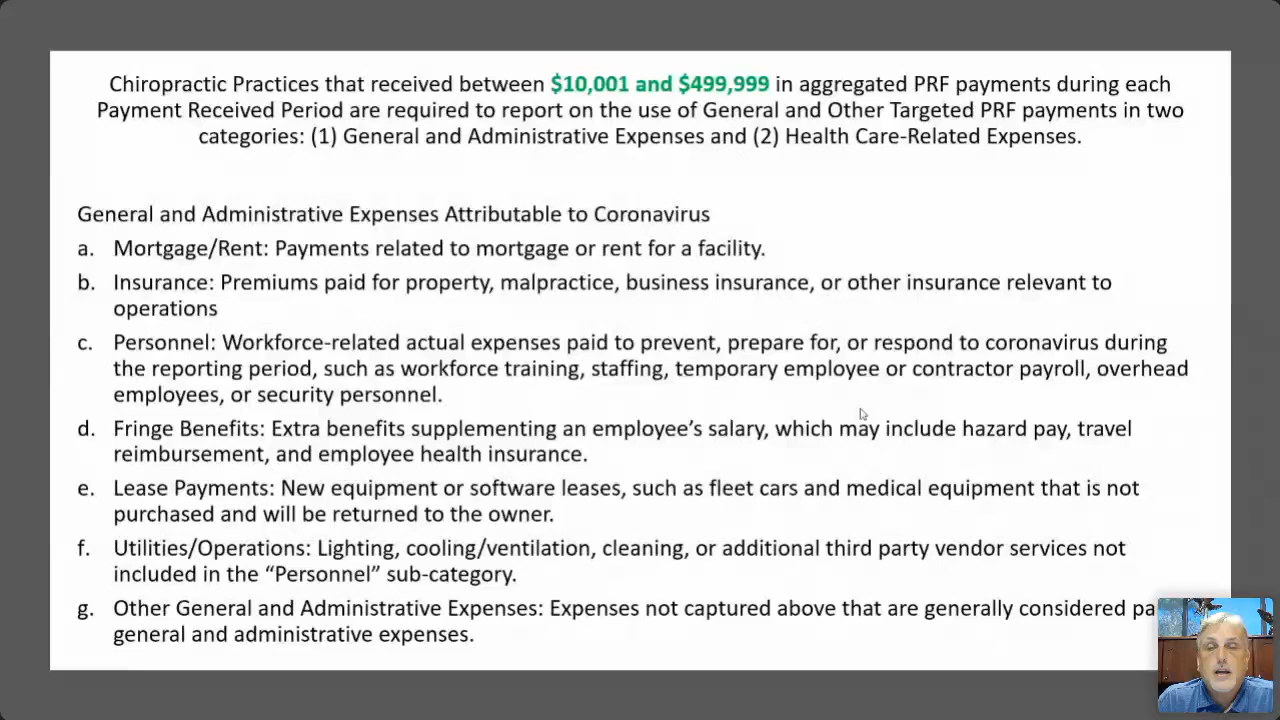 Chiropractic Practices that received between $10,001 and $499,999 in aggregated PRF payments during each
Payment Received Period are required to report on the use of General and Other Targeted PRF payments in two
categories: (1) General and Administrative Expenses and (2) Health Care-Related Expenses.
General and Administrative Expenses Attributable to Coronavirus
a. Mortgage/Rent: Payments related to mortgage or rent for a facility.
b. Insurance: Premiums paid for property, malpractice, business insurance, or other insurance relevant to
operations
c. Personnel: Workforce-related actual expenses paid to prevent, prepare for, or respond to coronavirus during
the reporting period, such as workforce training, staffing, temporary employee or contractor payroll, overhead
employees, or security personnel.
d. Fringe Benefits: Extra benefits supplementing an employee’s salary, which may include hazard pay, travel
reimbursement, and employee health insurance.
e. Lease Payments: New equipment or software leases, such as fleet cars and medical equipment that is not
purchased and will be returned to the owner.
f. Utilities/Operations: Lighting, cooling/ventilation, cleaning, or additional third party vendor services not
included in the “Personnel” sub-category.
g. Other General and Administrative Expenses: Expenses not captured above that are generally considered
general and administrative expenses.